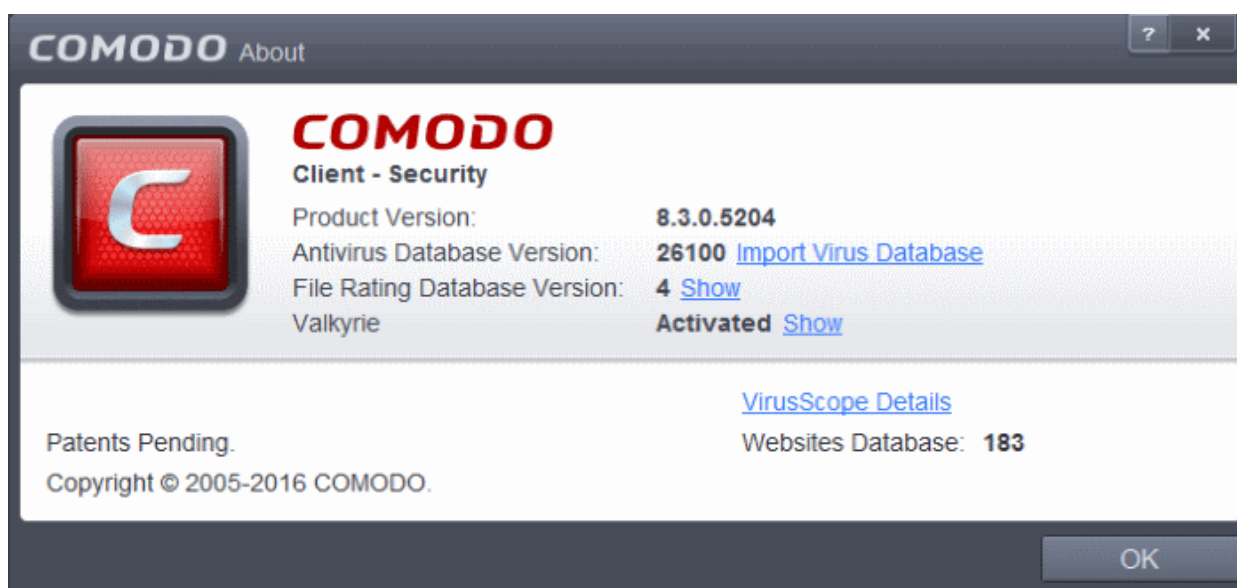 COMODO About
? ×
C
COMODO
Client - Security
Product Version: 8.3.0.5204
Antivirus Database Version: 26100 Import Virus Database
File Rating Database Version: 4 Show
Valkyrie Activated Show
VirusScope Details
Patents Pending. Websites Database: 183
Copyright © 2005-2016 COMODO.
OK